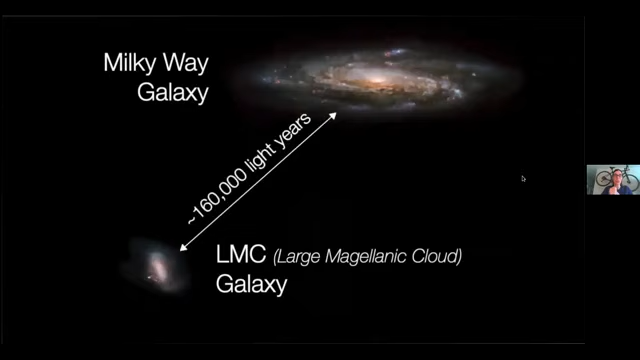 Milky Way
Galaxy
~160,000 light years
LMC (Large Magellanic Cloud)
Galaxy